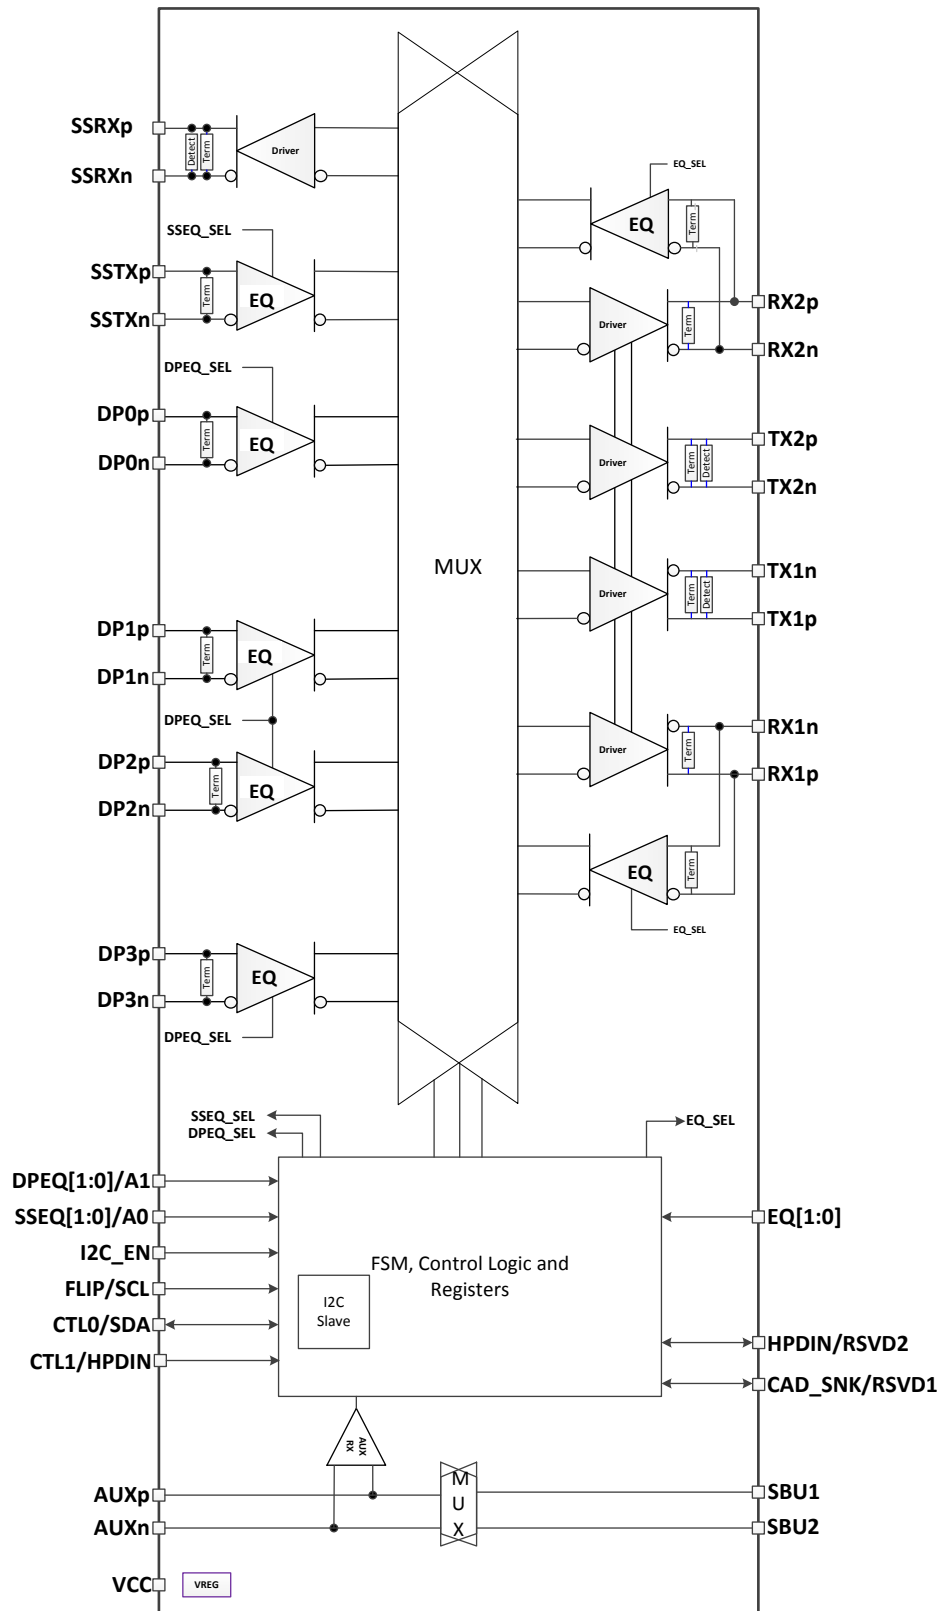 SSRXp
SSRXn
Detect
Term
Driver
SSEQ_SEL
SSTXp
SSTXn
Term
EQ
DPEQ_SEL
DP0p
DP0n
Term
EQ
DP1p
DP1n
Term
EQ
DPEQ_SEL
DP2p
DP2n
Term
EQ
DP3p
DP3n
Term
EQ
DPEQ_SEL
MUX
EQ_SEL
EQ
Term
Driver
Term
RX2p
RX2n
Driver
Term
Detect
TX2p
TX2n
Driver
Term
Detect
TX1n
TX1p
Driver
Term
RX1n
RX1p
EQ
Term
EQ_SEL
SSEQ_SEL
DPEQ_SEL
EQ_SEL
DPEQ[1:0]/A1
SSEQ[1:0]/A0
I2C_EN
FLIP/SCL
CTL0/SDA
CTL1/HPDIN
FSM, Control Logic and
Registers
I2C
Slave
EQ[1:0]
HPDIN/RSVD2
CAD_SNK/RSVD1
AUX
RX
AUXp
AUXn
M
U
X
SBU1
SBU2
VCC
VREG